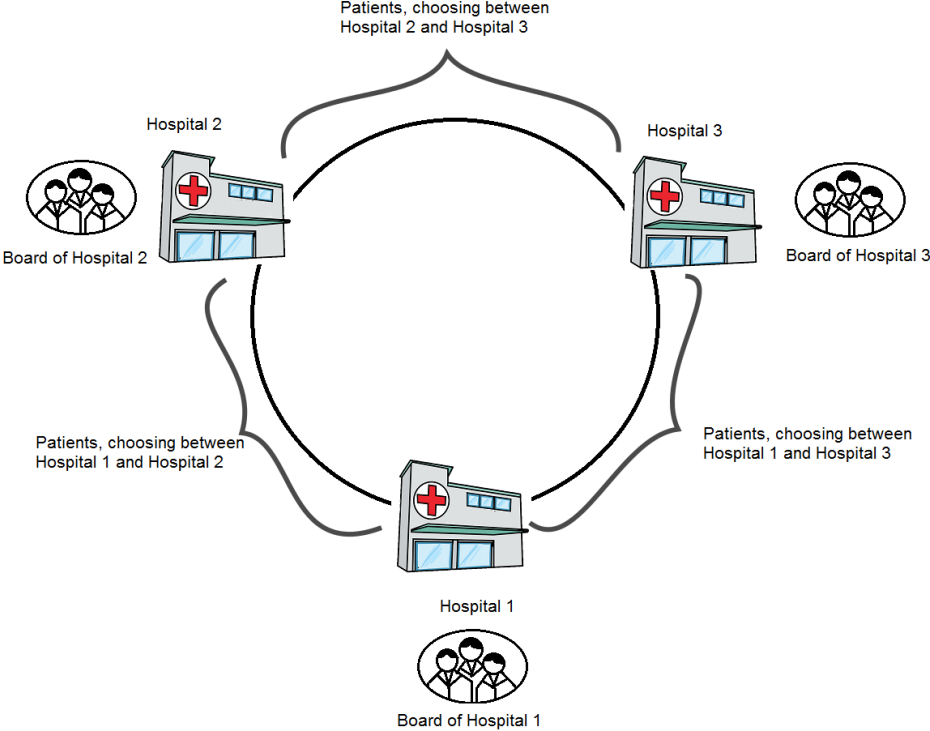 Patients, choosing between
Hospital 2 and Hospital 3
Hospital 2
Hospital 3
Board of Hospital 2
Board of Hospital 3
Patients, choosing between
Hospital 1 and Hospital 2
Patients, choosing between
Hospital 1 and Hospital 3
Hospital 1
Board of Hospital 1